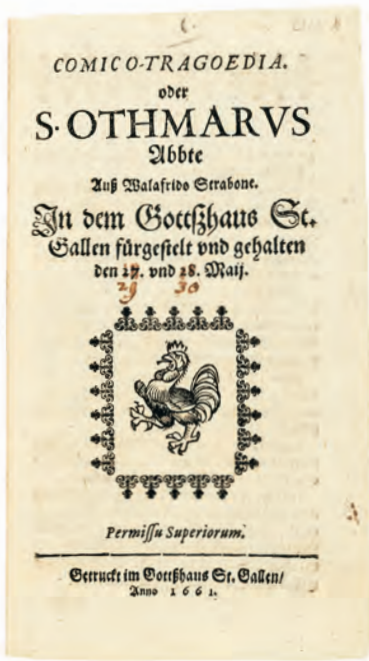 COMICO-TRAGOEDIA.
oder
S. OTHMARVS
Abbte
Auß Walafrido Strabone.
In dem Gottßhaus St.
Gallen fürgestelt vnd gehalten
den 27. vnd 28. Maij.
29 30
Permissu Superiorum.
Getruckt im Gottßhaus St. Gallen/
Anno 1661.